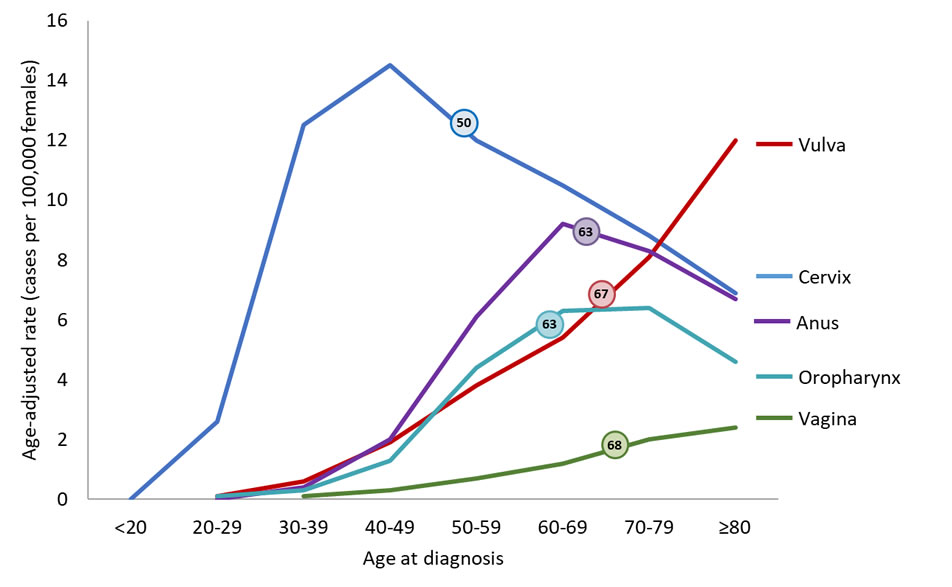 Age-adjusted rate (cases per 100,000 females)
16
14
12
10
8
6
4
2
0
50
63
67
63
68
Vulva
Cervix
Anus
Oropharynx
Vagina
<20 20-29 30-39 40-49 50-59 60-69 70-79 ≥80
Age at diagnosis